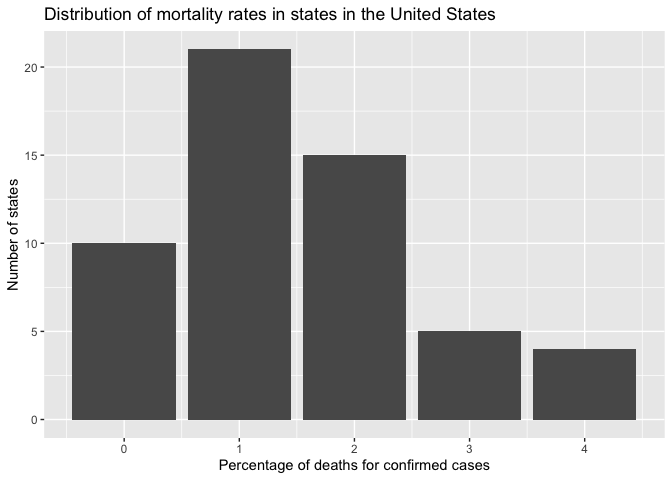 Distribution of mortality rates in states in the United States
Number of states
20
15
10
5
0
0 1 2 3 4
Percentage of deaths for confirmed cases